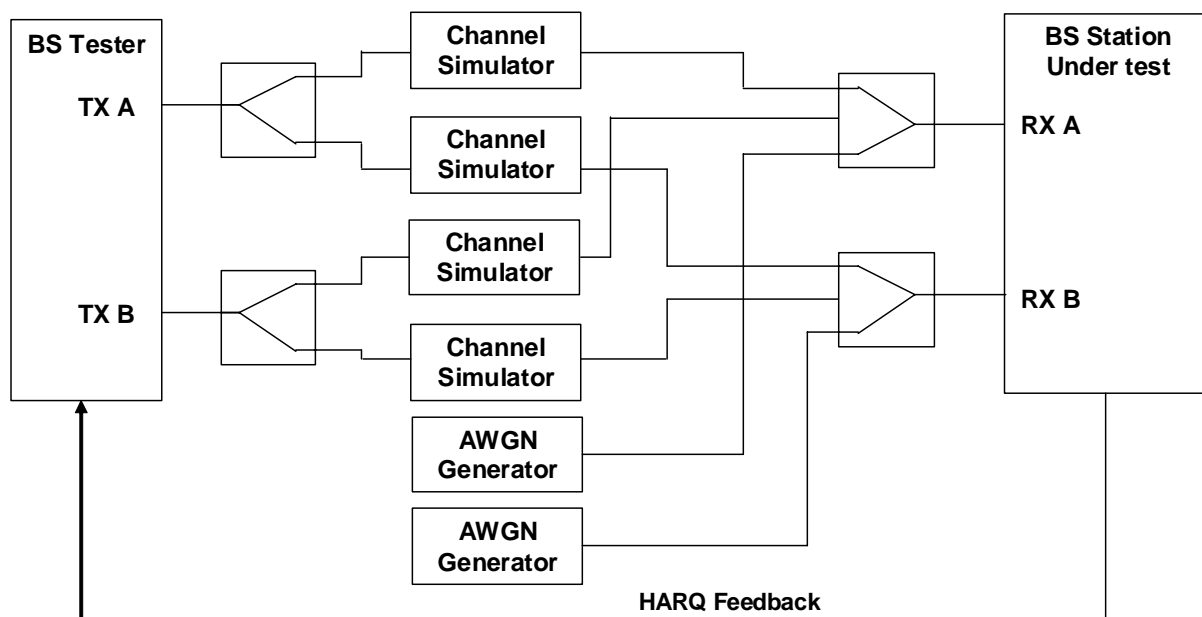 BS Tester
TX A
TX B
Channel
Simulator
Channel
Simulator
Channel
Simulator
Channel
Simulator
AWGN
Generator
AWGN
Generator
BS Station
Under test
RX A
RX B
HARQ Feedback